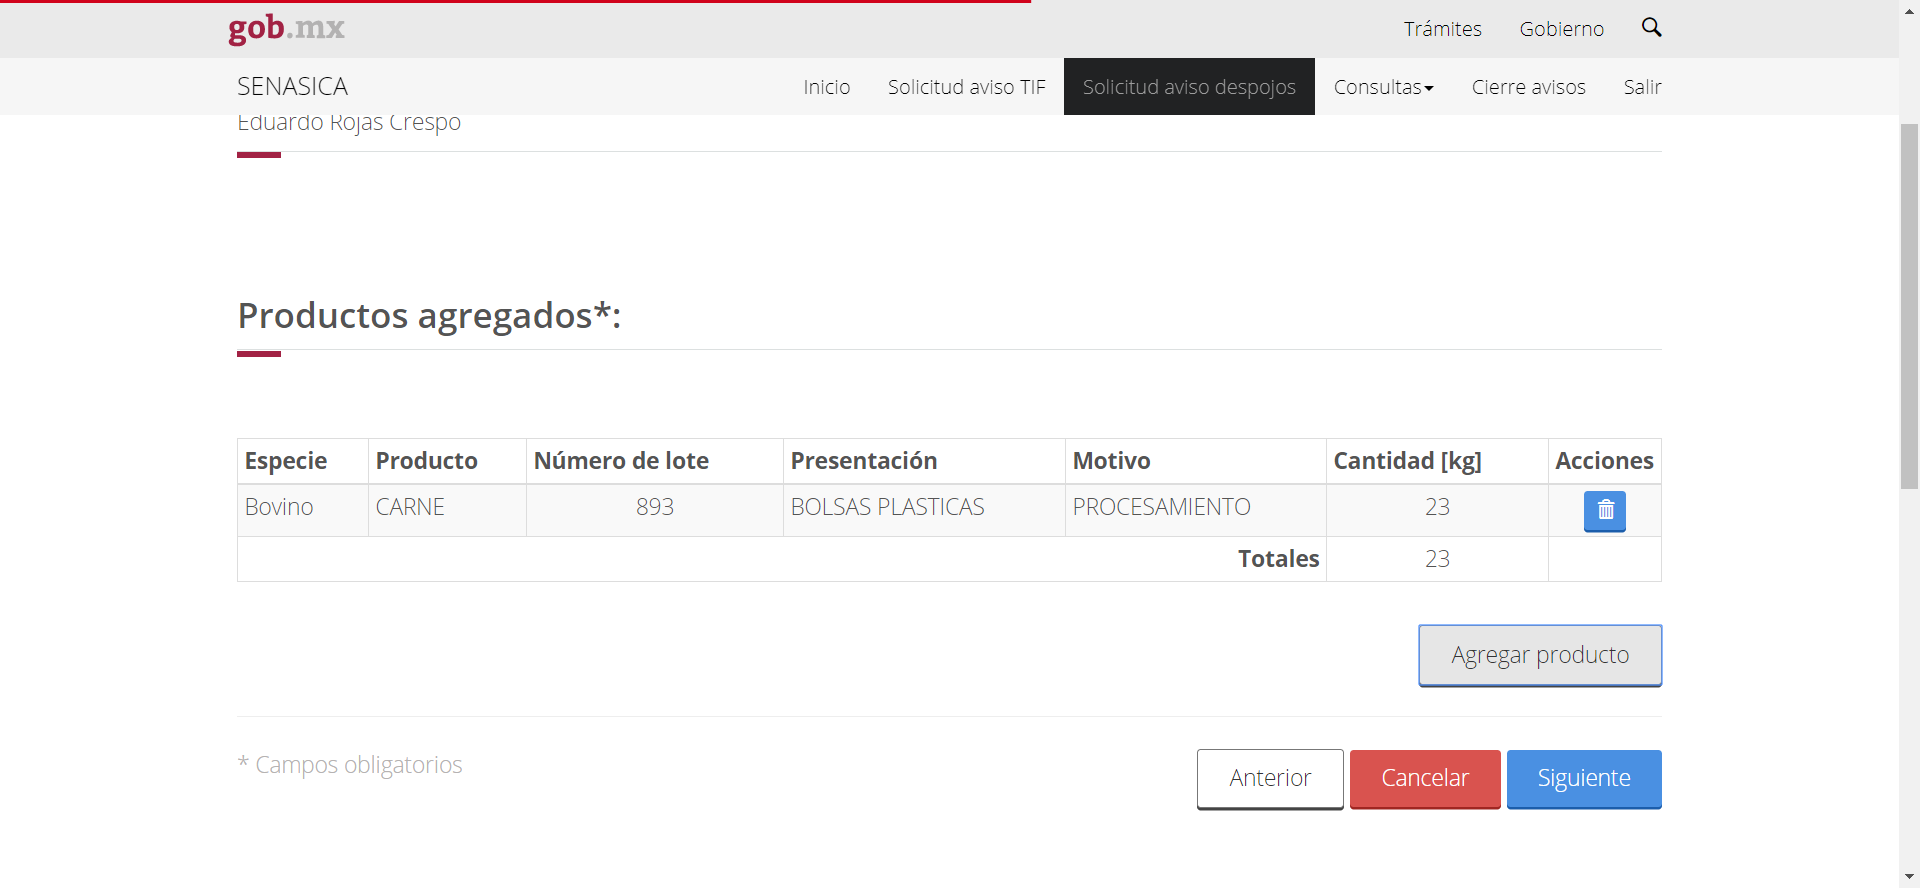 gob.mx
Trámites Gobierno
SENASICA
Inicio Solicitud aviso TIF Solicitud aviso despojos Consultas Cierre avisos Salir
Eduardo Rojas Crespo
Productos agregados*:
Especie Producto Número de lote Presentación Motivo Cantidad [kg] Acciones
Bovino CARNE 893 BOLSAS PLASTICAS PROCESAMIENTO 23
Totales 23
Agregar producto
* Campos obligatorios
Anterior Cancelar Siguiente